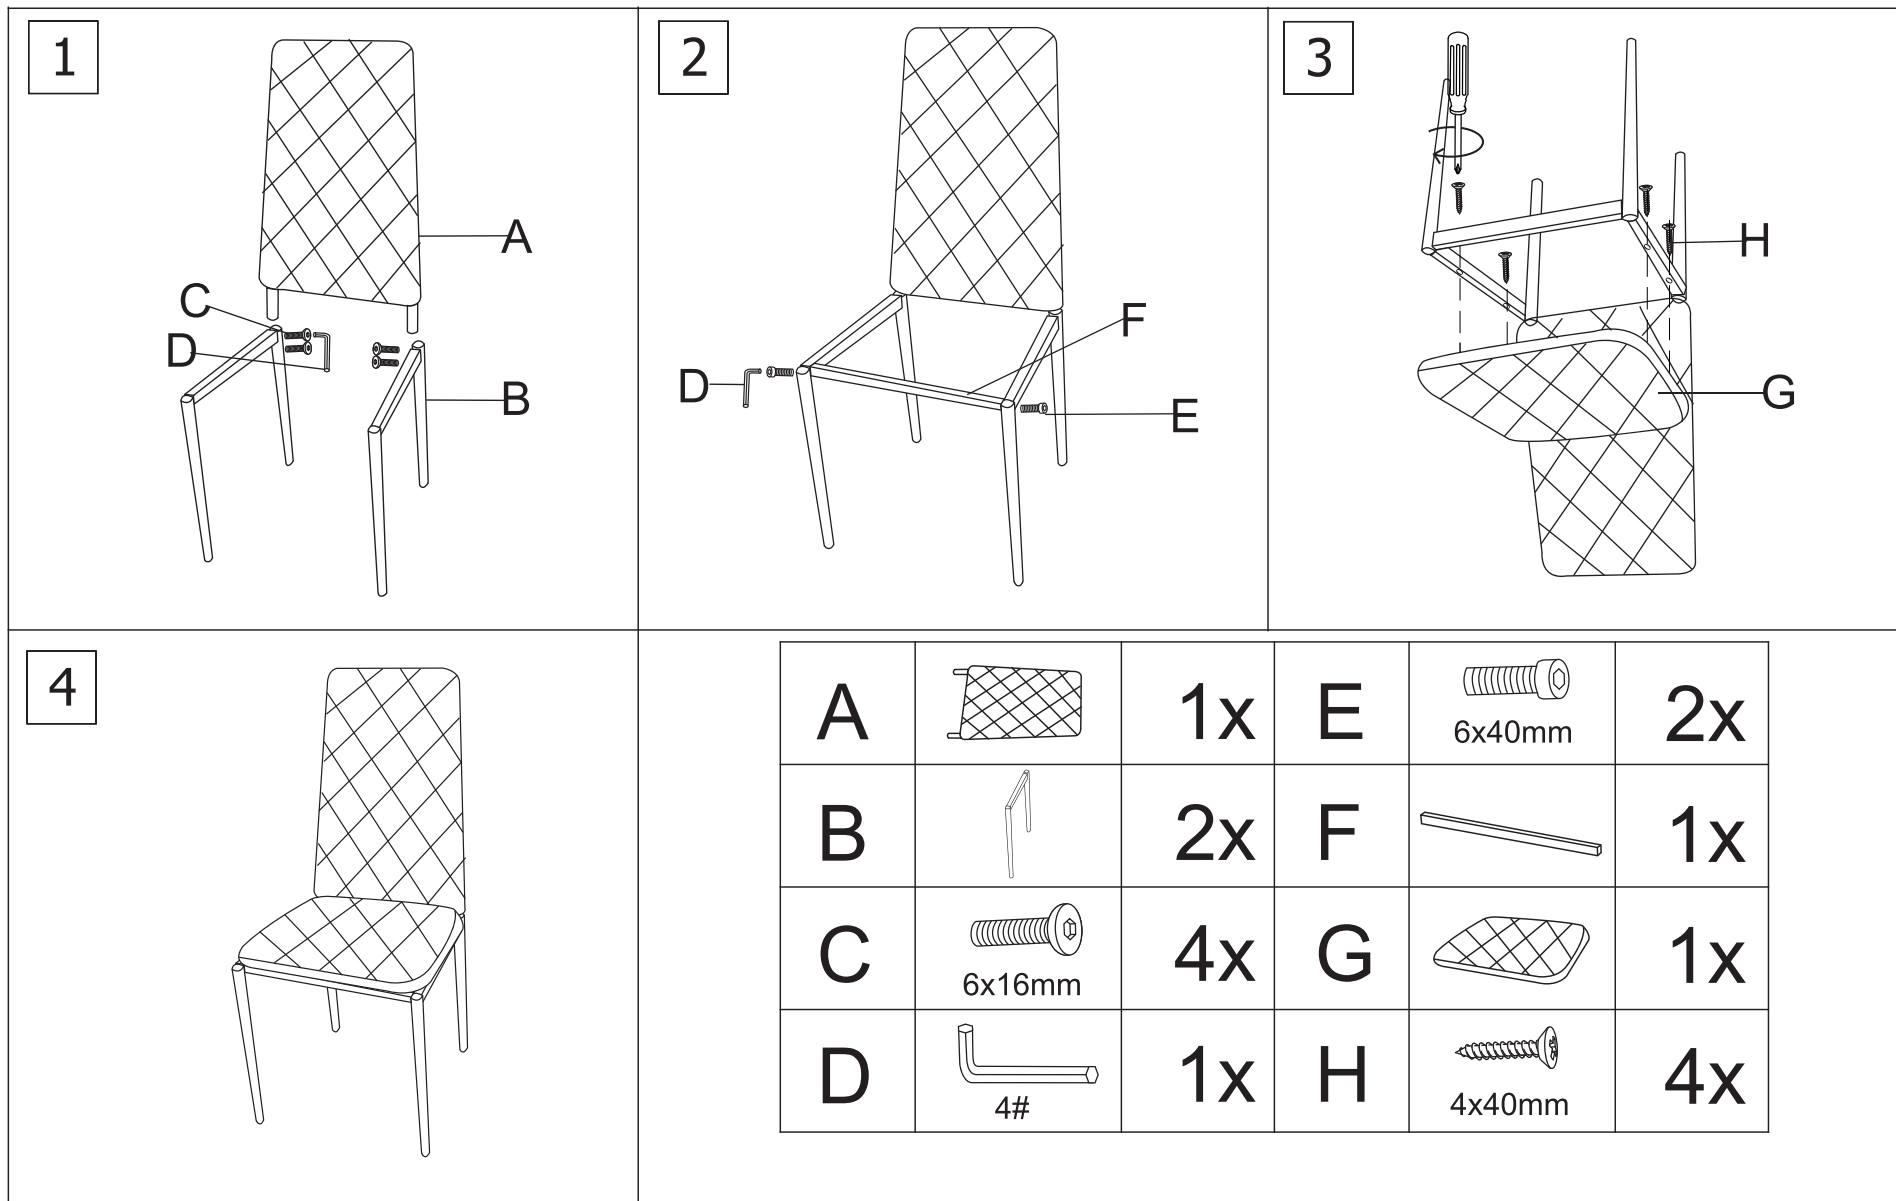 1
A
C
D
B
2
F
D
E
3
H
G
4
A 1x E 6x40mm 2x
B 2x F 1x
C 6x16mm 4x G 1x
D 4# 1x H 4x40mm 4x